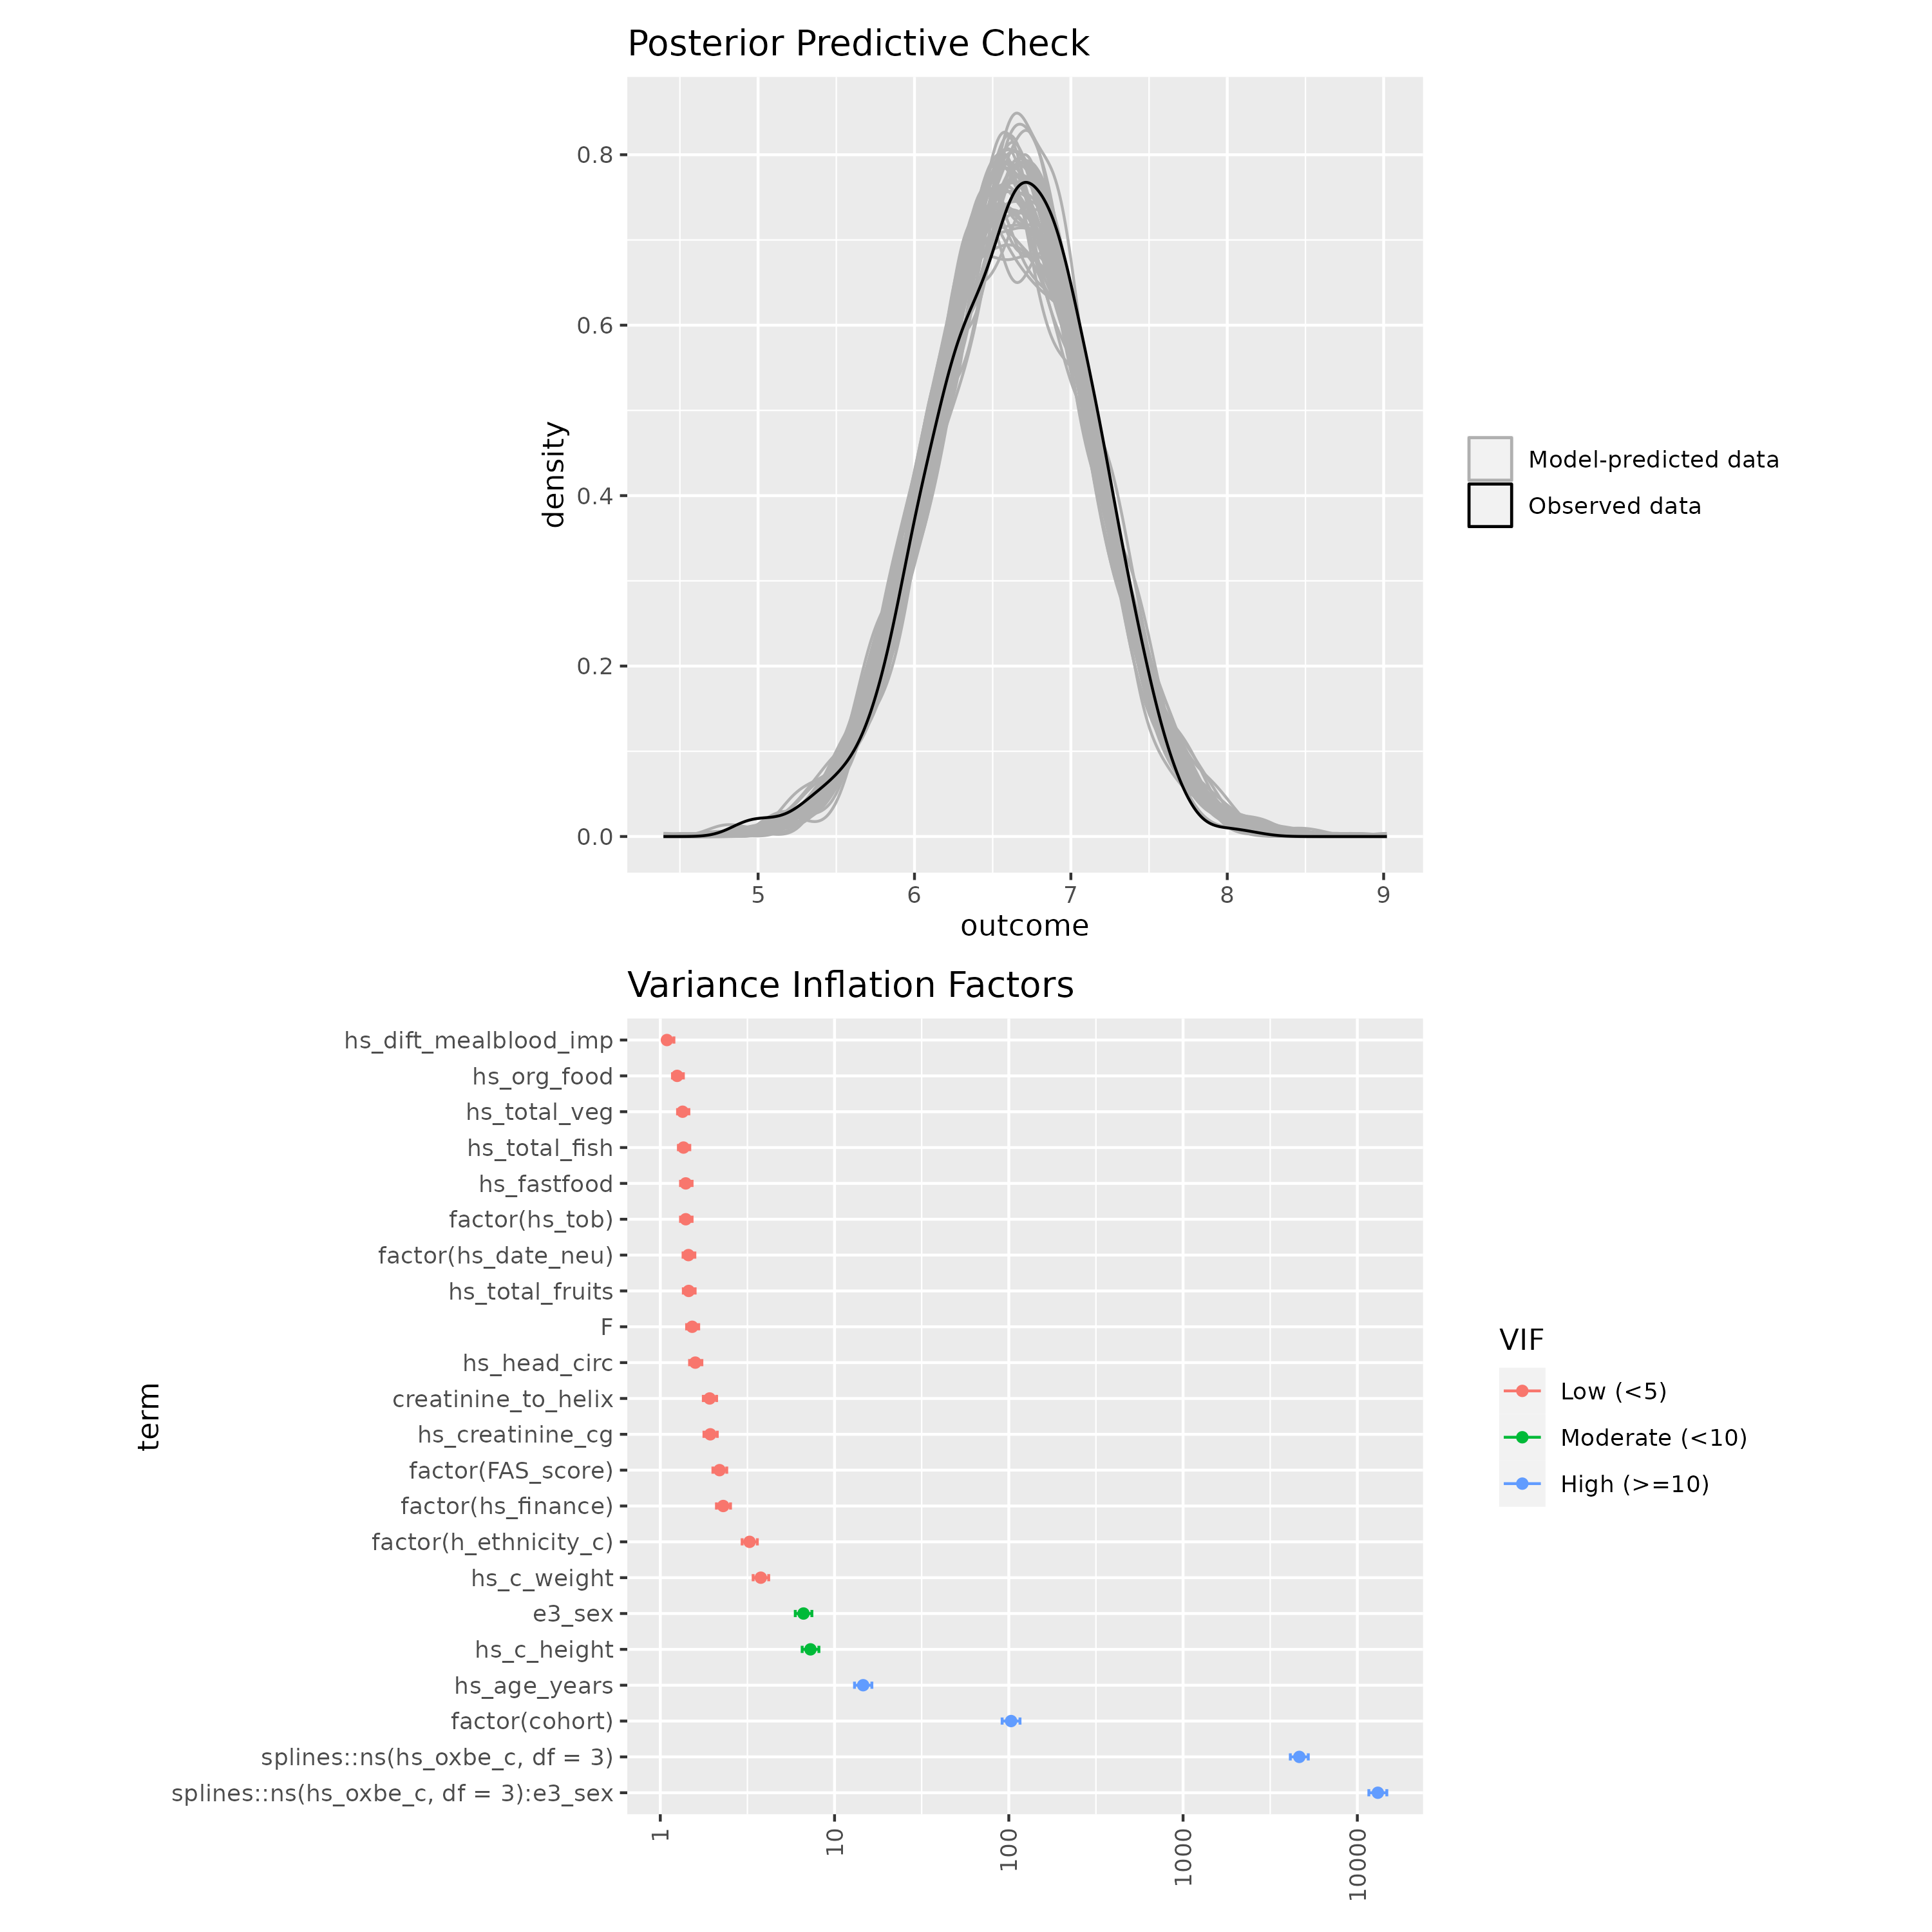 Posterior Predictive Check
density
0.8
0.6
0.4
0.2
0.0
5 6 7 8 9
outcome
Model-predicted data
Observed data
Variance Inflation Factors
term
hs_dift_mealblood_imp
hs_org_food
hs_total_veg
hs_total_fish
hs_fastfood
factor(hs_tob)
factor(hs_date_neu)
hs_total_fruits
F
hs_head_circ
creatinine_to_helix
hs_creatinine_cg
factor(FAS_score)
factor(hs_finance)
factor(h_ethnicity_c)
hs_c_weight
e3_sex
hs_c_height
hs_age_years
factor(cohort)
splines::ns(hs_oxbe_c, df = 3)
splines::ns(hs_oxbe_c, df = 3):e3_sex
1 10 100 1000 10000
VIF
Low (<5)
Moderate (<10)
High (>=10)